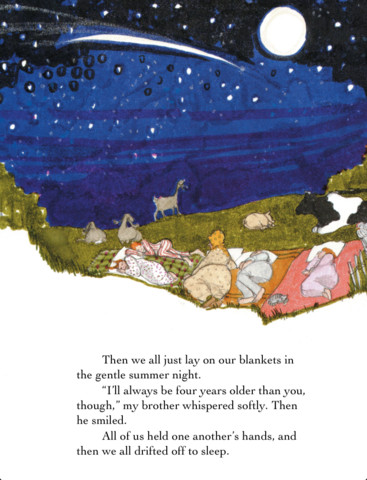 Then we all just lay on our blankets in
the gentle summer night.
“I’ll always be four years older than you,
though,” my brother whispered softly. Then
he smiled.
All of us held one another’s hands, and
then we all drifted off to sleep.